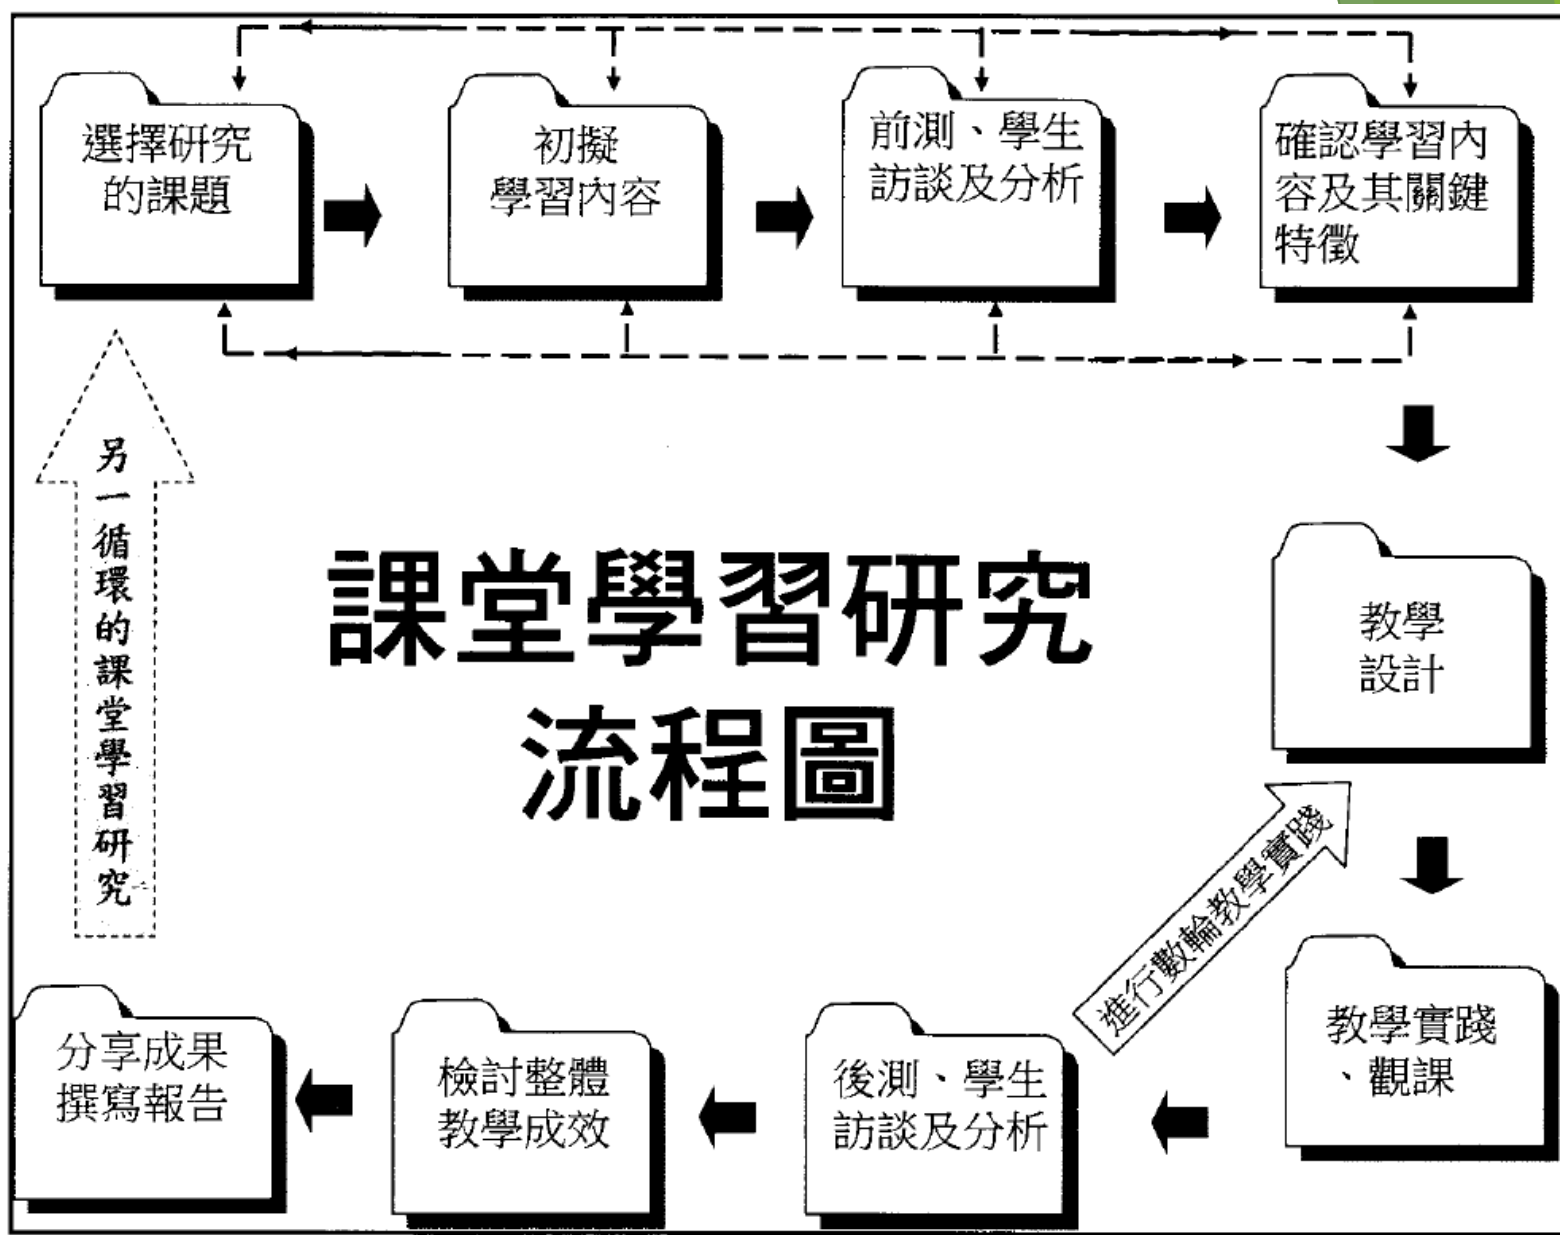 選擇研究
的課題
初擬
學習內容
前測、學生
訪談及分析
確認學習內
容及其關鍵
特徵
另一循環的課堂學習研究
課堂學習研究
流程圖
教學
設計
進行數輪教學實踐
教學實踐
、觀課
後測、學生
訪談及分析
檢討整體
教學成效
分享成果
撰寫報告